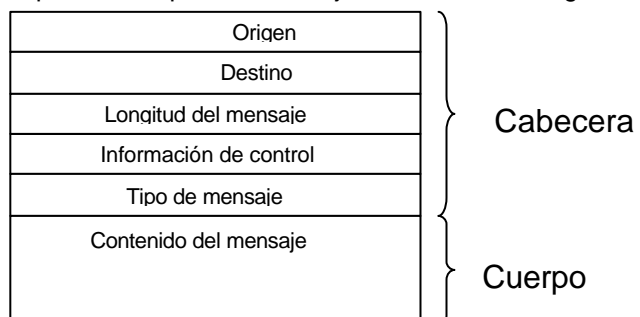 Origen
Destino
Longitud del mensaje
Cabecera
Información de control
Tipo de mensaje
Contenido del mensaje
Cuerpo